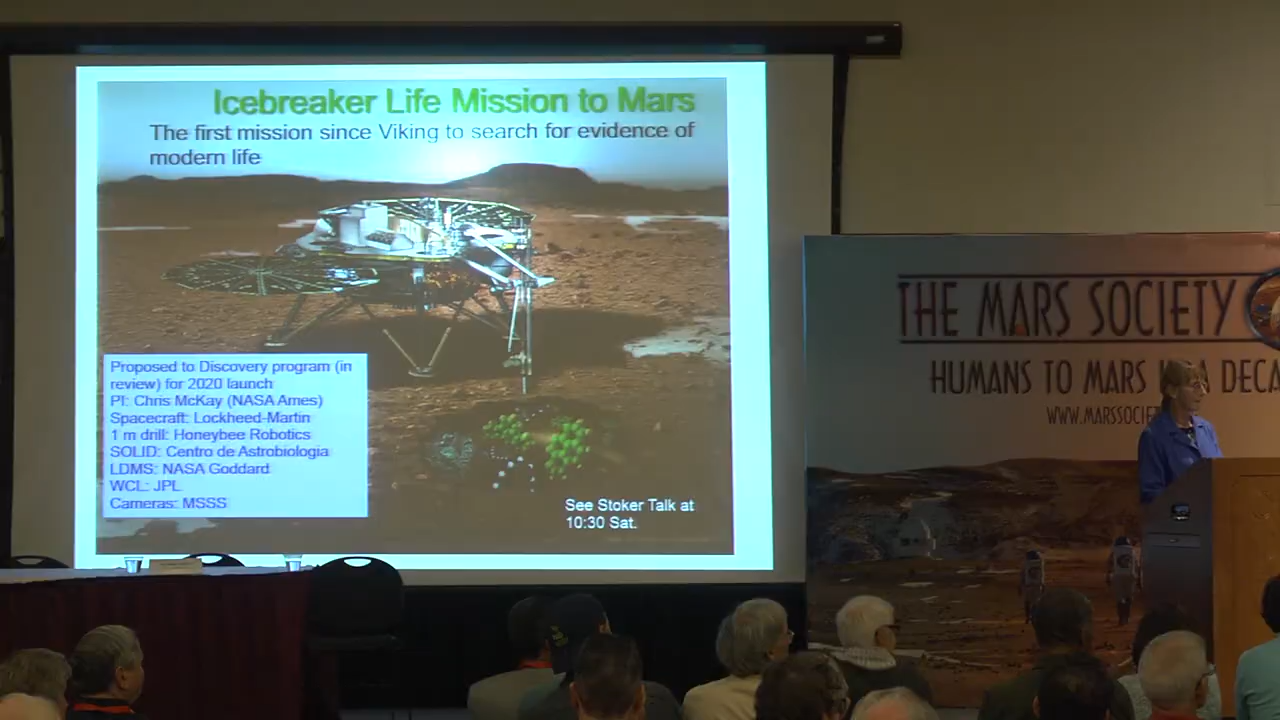 Icebreaker Life Mission to Mars
The first mission since Viking to search for evidence of
modern life
Proposed to Discovery program (in
review) for 2020 launch
PI: Chris McKay (NASA Ames)
Spacecraft: Lockheed-Martin
1 m drill: Honeybee Robotics
SOLID: Centro de Astrobiologia
LDMS: NASA Goddard
WCL: JPL
Cameras: MSSS
See Stoker Talk at
10:30 Sat.
THE MARS SOCIETY
HUMANS TO MARS